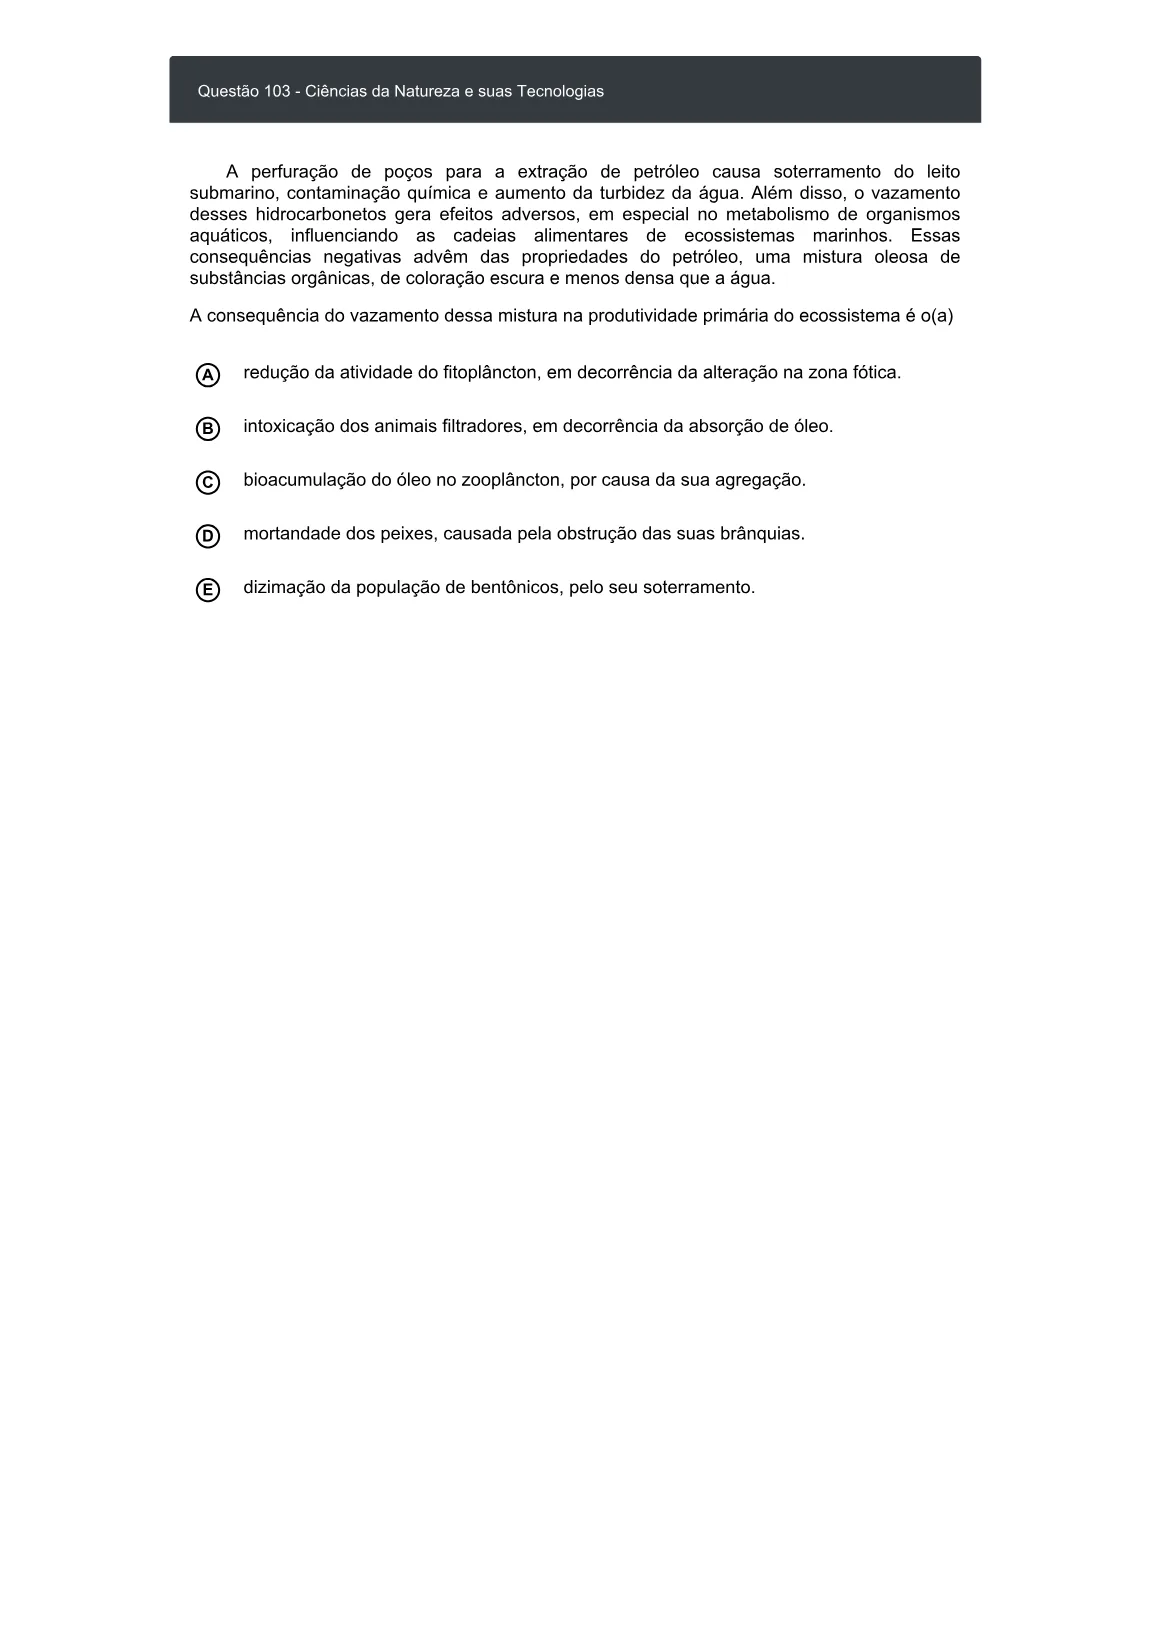 Questão 103 - Ciências da Natureza e suas Tecnologias
A perfuração de poços para a extração de petróleo causa soterramento do leito
submarino, contaminação química e aumento da turbidez da água. Além disso, o vazamento
desses hidrocarbonetos gera efeitos adversos, em especial no metabolismo de organismos
aquáticos, influenciando as cadeias alimentares de ecossistemas marinhos. Essas
consequências negativas advêm das propriedades do petróleo, uma mistura oleosa de
substâncias orgânicas, de coloração escura e menos densa que a água.
A consequência do vazamento dessa mistura na produtividade primária do ecossistema é o(a)
A redução da atividade do fitoplâncton, em decorrência da alteração na zona fótica.
B intoxicação dos animais filtradores, em decorrência da absorção de óleo.
C bioacumulação do óleo no zooplâncton, por causa da sua agregação.
D mortandade dos peixes, causada pela obstrução das suas brânquias.
E dizimação da população de bentônicos, pelo seu soterramento.